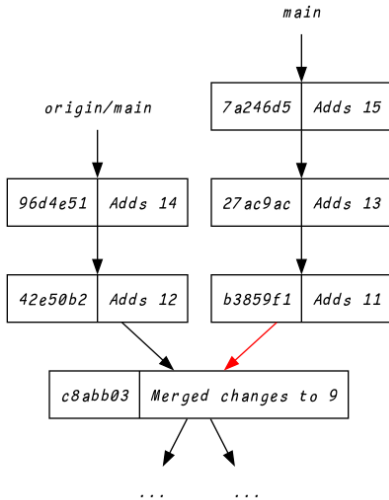 main
7a246d5 Adds 15
origin/main
96d4e51 Adds 14
27ac9ac Adds 13
42e50b2 Adds 12
b3859f1 Adds 11
c8abb03 Merged changes to 9
... ...